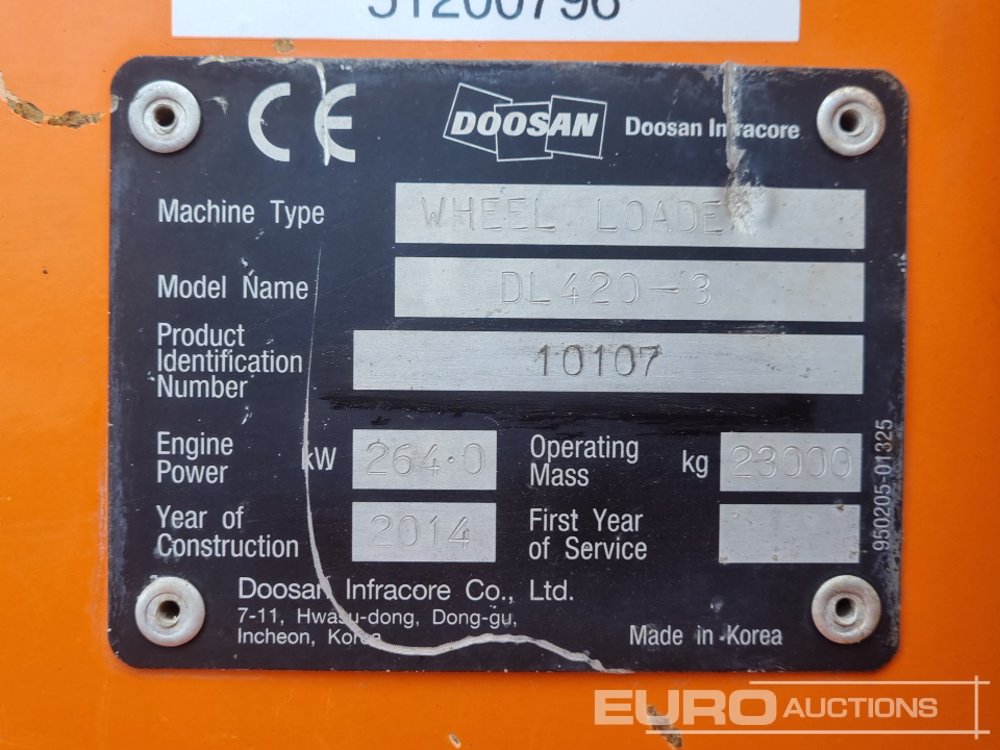 51200796
CE
DOOSAN Doosan Infracore
Machine Type WHEEL LOADER
Model Name DL420-3
Product
Identification
Number 10107
Engine
Power kW 264.0
Operating
Mass kg 23000
Year of
Construction 2014
First Year
of Service
950205-01325
Doosan Infracore Co., Ltd.
7-11, Hwasu-dong, Dong-gu,
Incheon, Korea
Made in Korea
EURO AUCTIONS